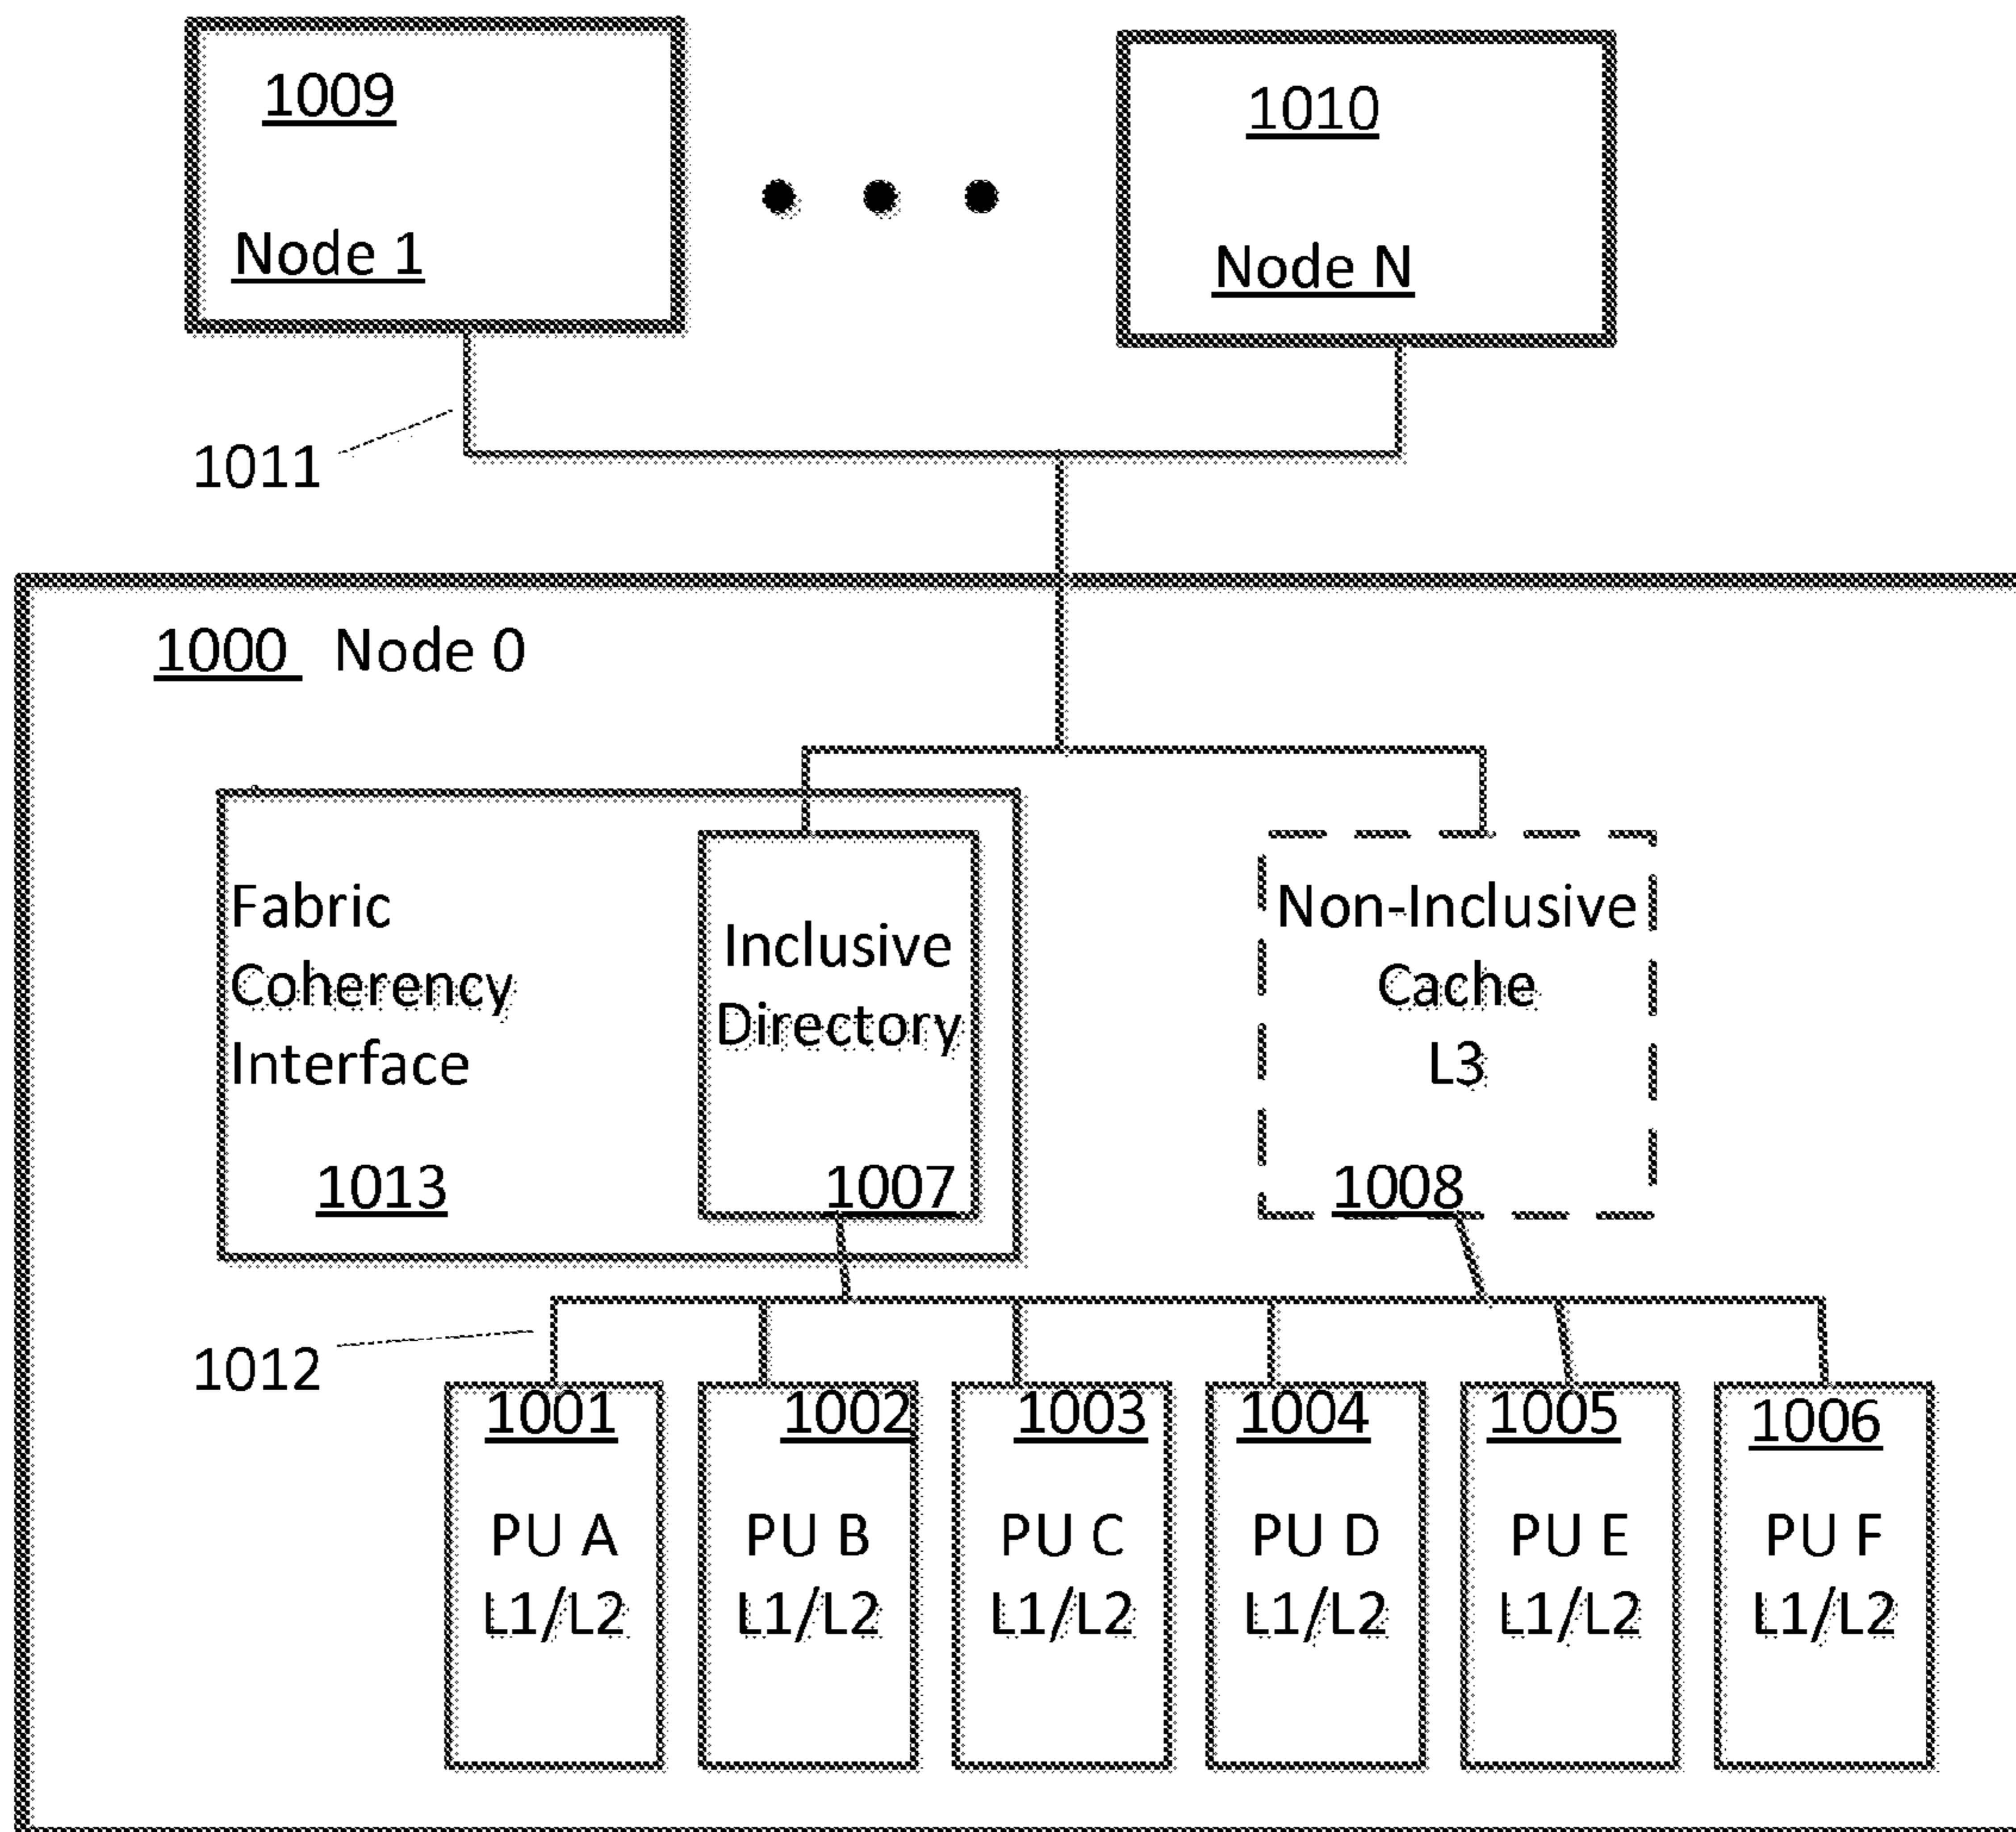 1009
Node 1
1010
Node N
1011
1000 Node 0
Fabric
Coherency
Interface
1013
Inclusive
Directory
1007
Non-Inclusive
Cache
L3
1008
1012
1001
PU A
L1/L2
1002
PU B
L1/L2
1003
PU C
L1/L2
1004
PU D
L1/L2
1005
PU E
L1/L2
1006
PU F
L1/L2